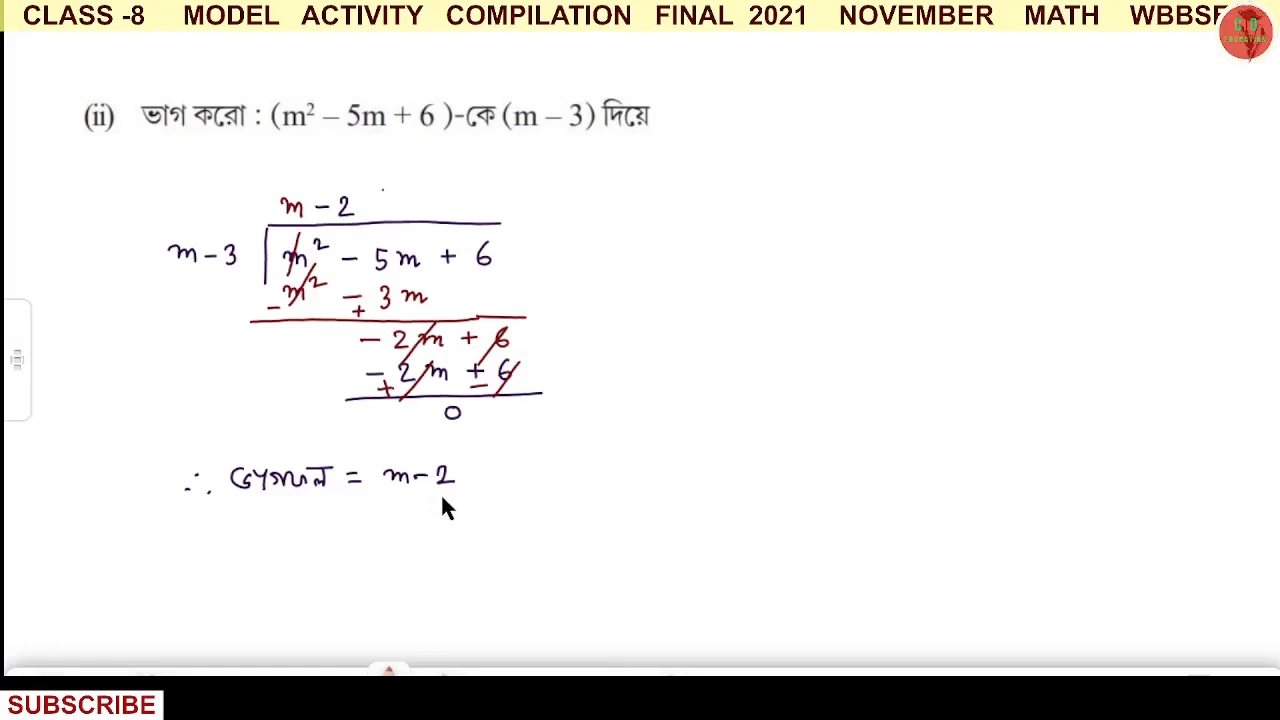 CLASS -8 MODEL ACTIVITY COMPILATION FINAL 2021 NOVEMBER MATH WBBSE
(ii) ভাগ করো : (m² – 5m + 6 )-কে (m – 3) দিয়ে
m - 2
m - 3 m² - 5m + 6
m² - 3m
- +
- 2m + 6
- 2m + 6
+ -
0
∴ ভাগফল = m - 2
SUBSCRIBE